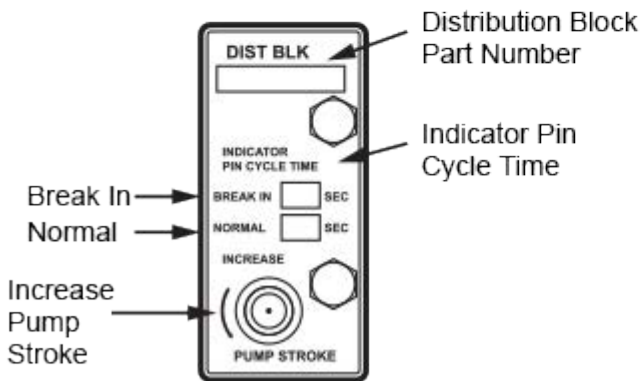 Distribution Block
Part Number
DIST BLK
Indicator Pin
Cycle Time
INDICATOR
PIN CYCLE TIME
Break In
BREAK IN SEC
Normal
NORMAL SEC
INCREASE
Increase
Pump
Stroke
PUMP STROKE